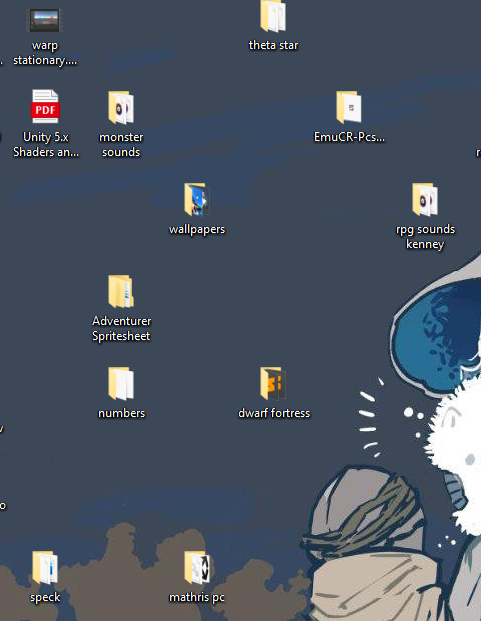 warp
stationary....
theta star
PDF
Unity 5.x
Shaders an...
monster
sounds
EmuCR-Pcs...
wallpapers
rpg sounds
kenney
Adventurer
Spritesheet
numbers
dwarf fortress
speck
mathris pc